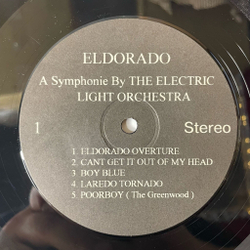 ELDORADO
A Symphonie By THE ELECTRIC
LIGHT ORCHESTRA
1 Stereo
1. ELDORADO OVERTURE
2. CANT GET IT OUT OF MY HEAD
3. BOY BLUE
4. LAREDO TORNADO
5. POORBOY ( The Greenwood )